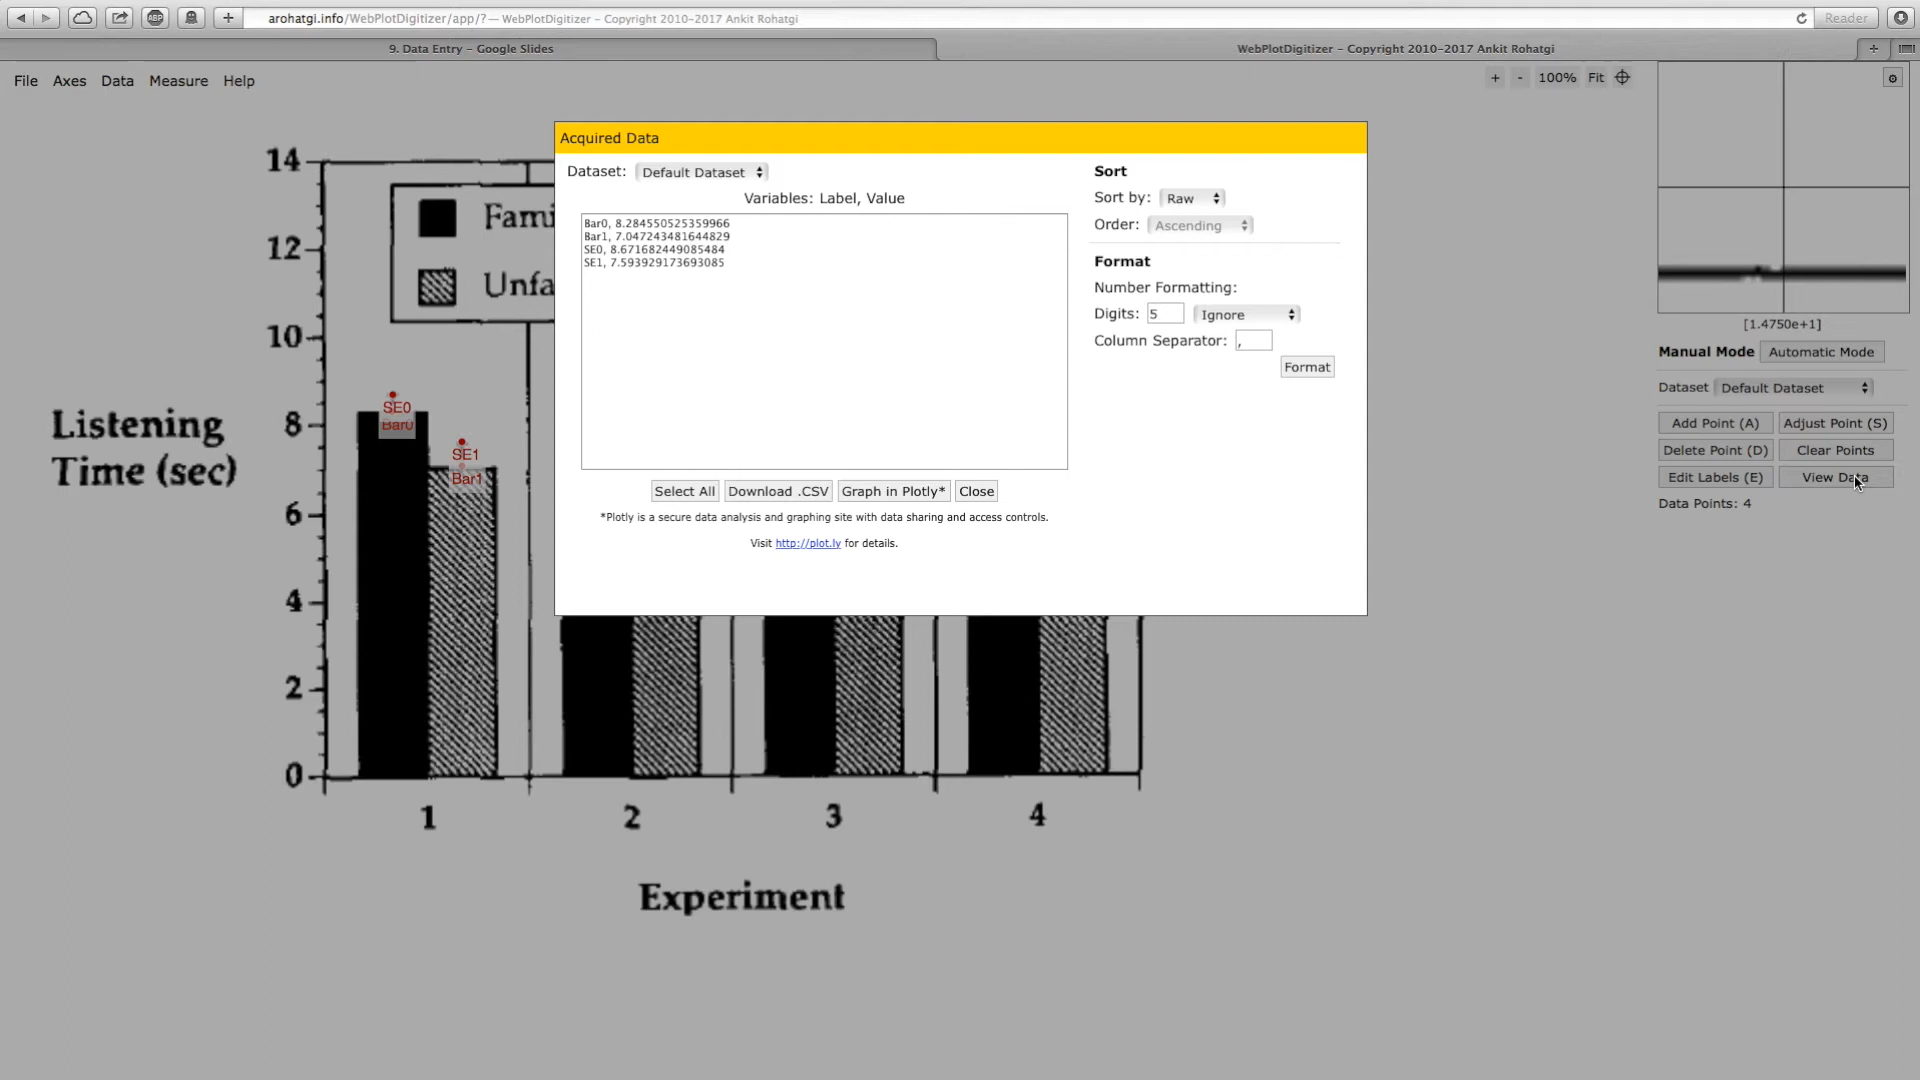 arohatgi.info/WebPlotDigitizer/app/? — WebPlotDigitizer – Copyright 2010–2017 Ankit Rohatgi
Reader
ABP
9. Data Entry – Google Slides
WebPlotDigitizer – Copyright 2010–2017 Ankit Rohatgi
File Axes Data Measure Help
+ - 100% Fit
Acquired Data
Dataset: Default Dataset
Variables: Label, Value
Bar0, 8.284550525359966
Bar1, 7.047243481644829
SE0, 8.671682449085484
SE1, 7.593929173693085
Select All Download .CSV Graph in Plotly* Close
*Plotly is a secure data analysis and graphing site with data sharing and access controls.
Visit http://plot.ly for details.
Sort
Sort by: Raw
Order: Ascending
Format
Number Formatting:
Digits: 5 Ignore
Column Separator: ,
Format
[1.4750e+1]
Manual Mode Automatic Mode
Dataset Default Dataset
Add Point (A) Adjust Point (S)
Delete Point (D) Clear Points
Edit Labels (E) View Data
Data Points: 4
14
12
10
8
6
4
2
0
Fami
Unfa
Listening
Time (sec)
SE0
Bar0
SE1
Bar1
1 2 3 4
Experiment